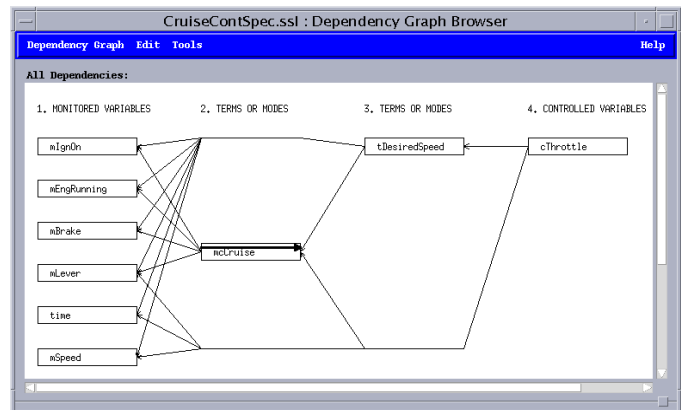 CruiseContSpec.ssl : Dependency Graph Browser
Dependency Graph Edit Tools Help
All Dependencies:
1. MONITORED VARIABLES 2. TERMS OR MODES 3. TERMS OR MODES 4. CONTROLLED VARIABLES
mIgnOn tDesiredSpeed cThrottle
mEngRunning
mBrake
mcCruise
mLever
time
mSpeed